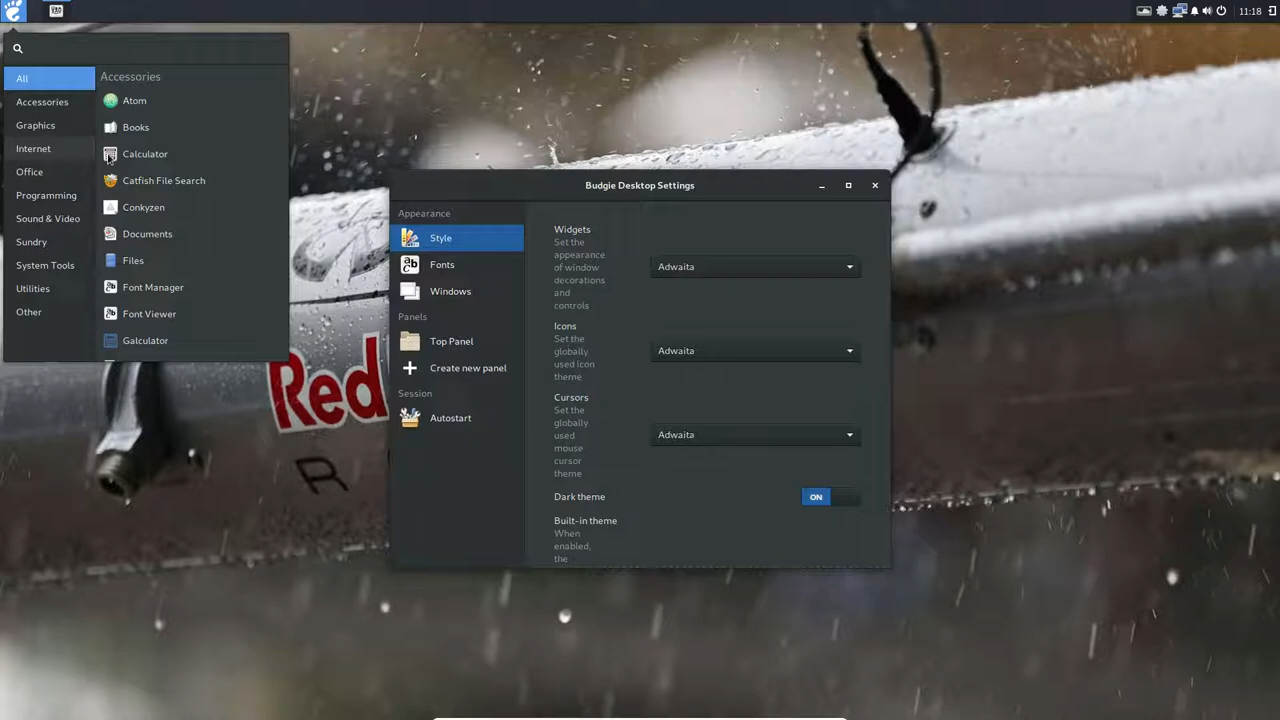 11:18
All
Accessories
Graphics
Internet
Office
Programming
Sound & Video
Sundry
System Tools
Utilities
Other
Accessories
Atom
Books
Calculator
Catfish File Search
Conkyzen
Documents
Files
Font Manager
Font Viewer
Galculator
Budgie Desktop Settings
Appearance
Style
Fonts
Windows
Panels
Top Panel
Create new panel
Session
Autostart
Widgets
Set the
appearance
of window
decorations
and
controls
Adwaita
Icons
Set the
globally
used icon
theme
Adwaita
Cursors
Set the
globally
used
mouse
cursor
theme
Adwaita
Dark theme
ON
Built-in theme
When
enabled,
the
Red
R